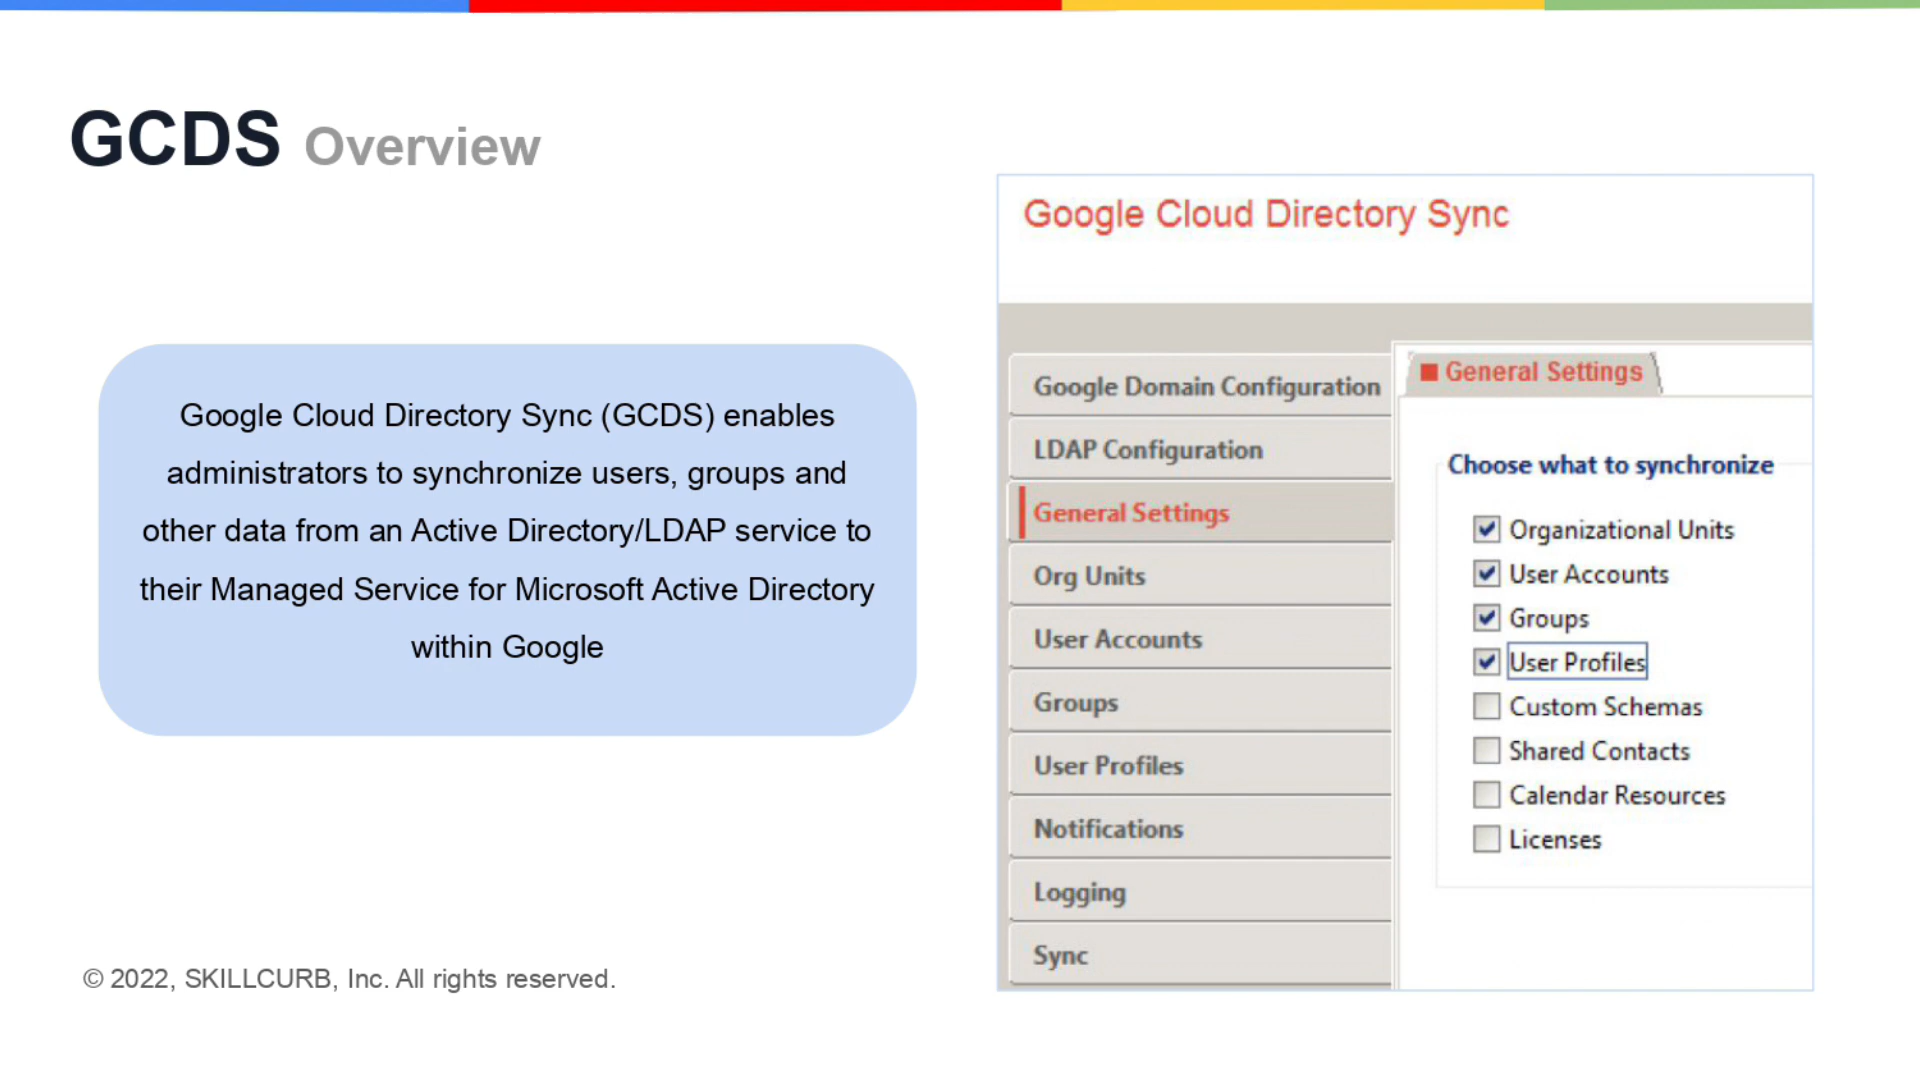 GCDS Overview
Google Cloud Directory Sync (GCDS) enables
administrators to synchronize users, groups and
other data from an Active Directory/LDAP service to
their Managed Service for Microsoft Active Directory
within Google
© 2022, SKILLCURB, Inc. All rights reserved.
Google Cloud Directory Sync
Google Domain Configuration
LDAP Configuration
General Settings
Org Units
User Accounts
Groups
User Profiles
Notifications
Logging
Sync
General Settings
Choose what to synchronize
Organizational Units
User Accounts
Groups
User Profiles
Custom Schemas
Shared Contacts
Calendar Resources
Licenses